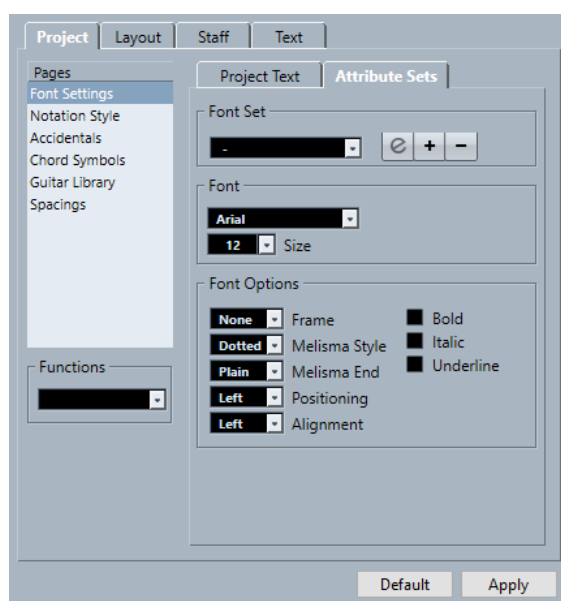 Project Layout Staff Text
Pages
Font Settings
Notation Style
Accidentals
Chord Symbols
Guitar Library
Spacings
Functions
Project Text Attribute Sets
Font Set
- e + −
Font
Arial
12 Size
Font Options
None Frame
Dotted Melisma Style
Plain Melisma End
Left Positioning
Left Alignment
Bold
Italic
Underline
Default Apply